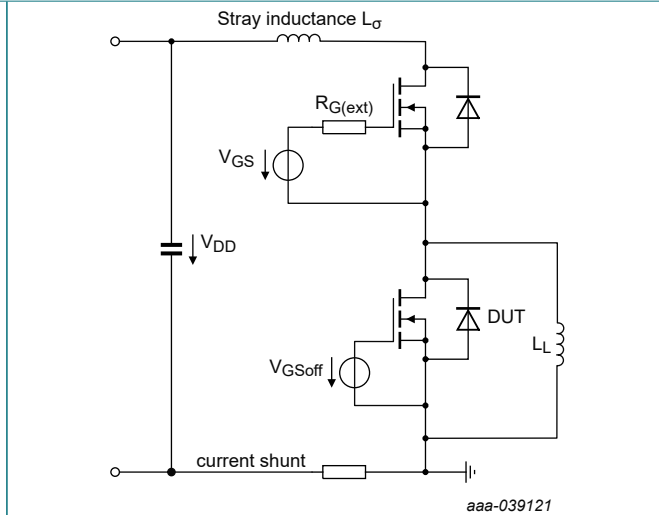 Stray inductance Lσ
RG(ext)
VGS
VDD
DUT
LL
VGSoff
current shunt
aaa-039121